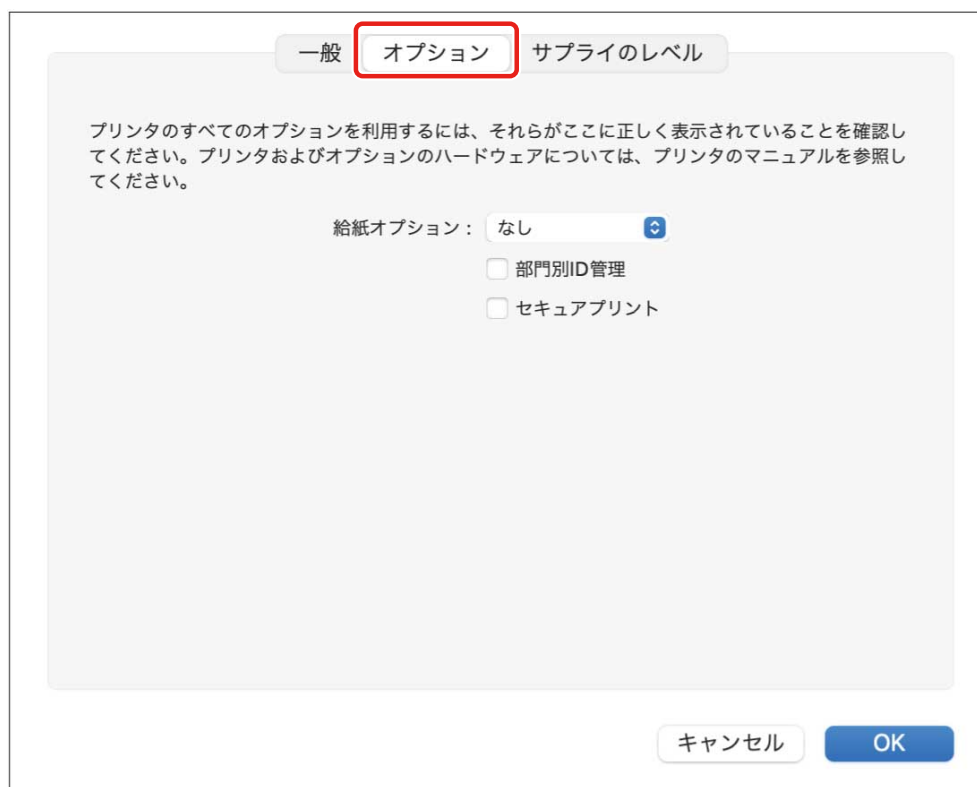 一般 オプション サプライのレベル
プリンタのすべてのオプションを利用するには、それらがここに正しく表示されていることを確認し
てください。プリンタおよびオプションのハードウェアについては、プリンタのマニュアルを参照し
てください。
給紙オプション： なし
部門別ID管理
セキュアプリント
キャンセル OK